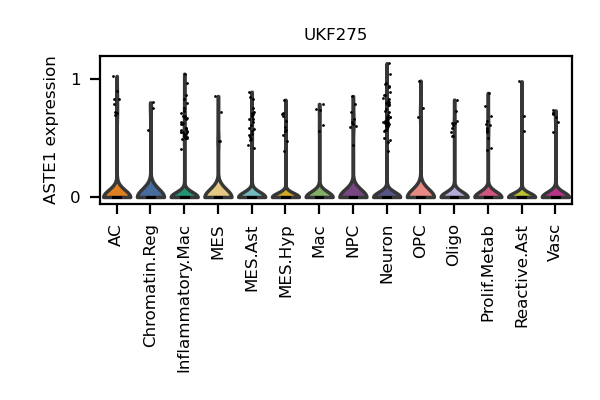 UKF275
ASTE1 expression
1
0
AC
Chromatin.Reg
Inflammatory.Mac
MES
MES.Ast
MES.Hyp
Mac
NPC
Neuron
OPC
Oligo
Prolif.Metab
Reactive.Ast
Vasc